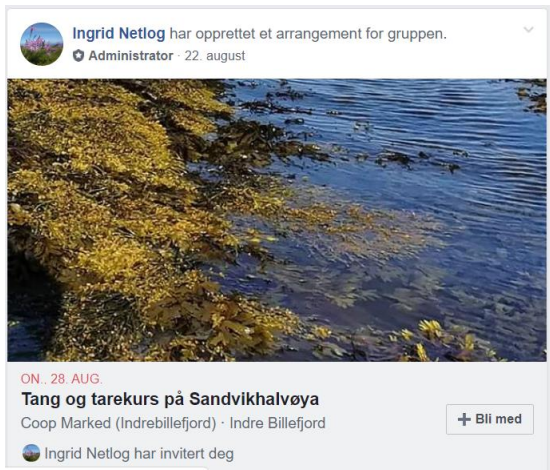 Ingrid Netlog har opprettet et arrangement for gruppen.
Administrator · 22. august
ON.. 28. AUG.
Tang og tarekurs på Sandvikhalvøya
Coop Marked (Indrebillefjord) · Indre Billefjord
Bli med
Ingrid Netlog har invitert deg